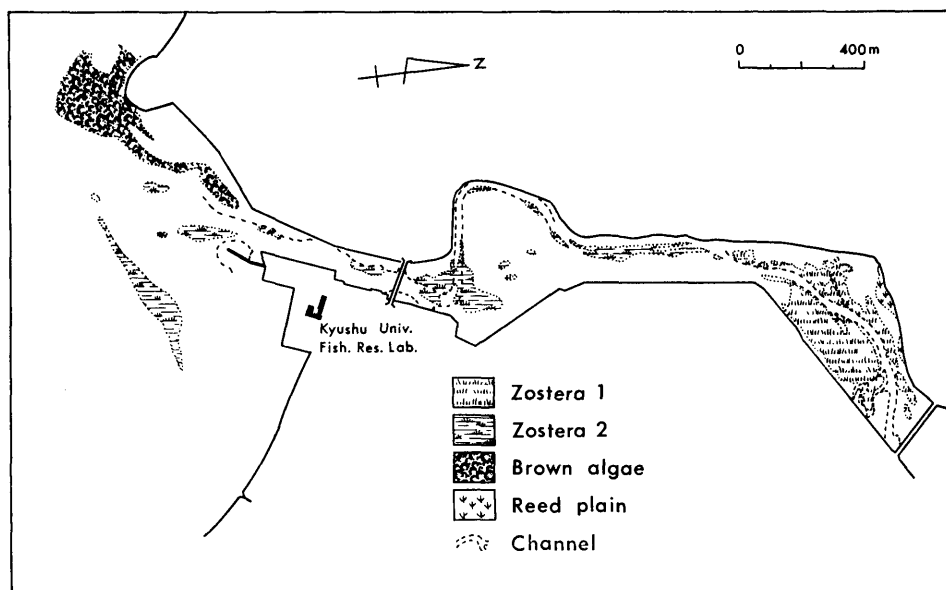 N
0 400 m
Kyushu Univ.
Fish. Res. Lab.
Zostera 1
Zostera 2
Brown algae
Reed plain
Channel